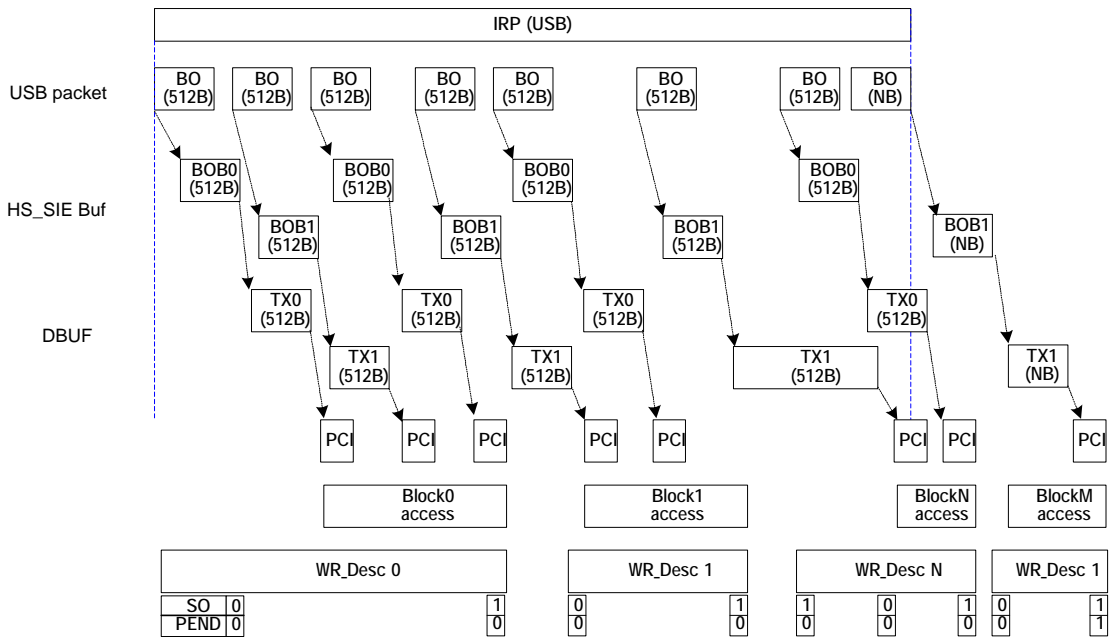 IRP (USB)
USB packet
BO BO BO BO BO BO BO BO
(512B) (512B) (512B) (512B) (512B) (512B) (512B) (NB)
BOB0 BOB0 BOB0 BOB0
(512B) (512B) (512B) (512B)
HS_SIE Buf
BOB1 BOB1 BOB1 BOB1
(512B) (512B) (512B) (NB)
TX0 TX0 TX0 TX0
(512B) (512B) (512B) (512B)
DBUF
TX1 TX1 TX1 TX1
(512B) (512B) (512B) (NB)
PCI PCI PCI PCI PCI PCI PCI PCI
Block0 Block1 BlockN BlockM
access access access access
WR_Desc 0 WR_Desc 1 WR_Desc N WR_Desc 1
SO 0 1 0 1 1 0 1 0 1
PEND 0 0 0 0 0 0 0 0 1